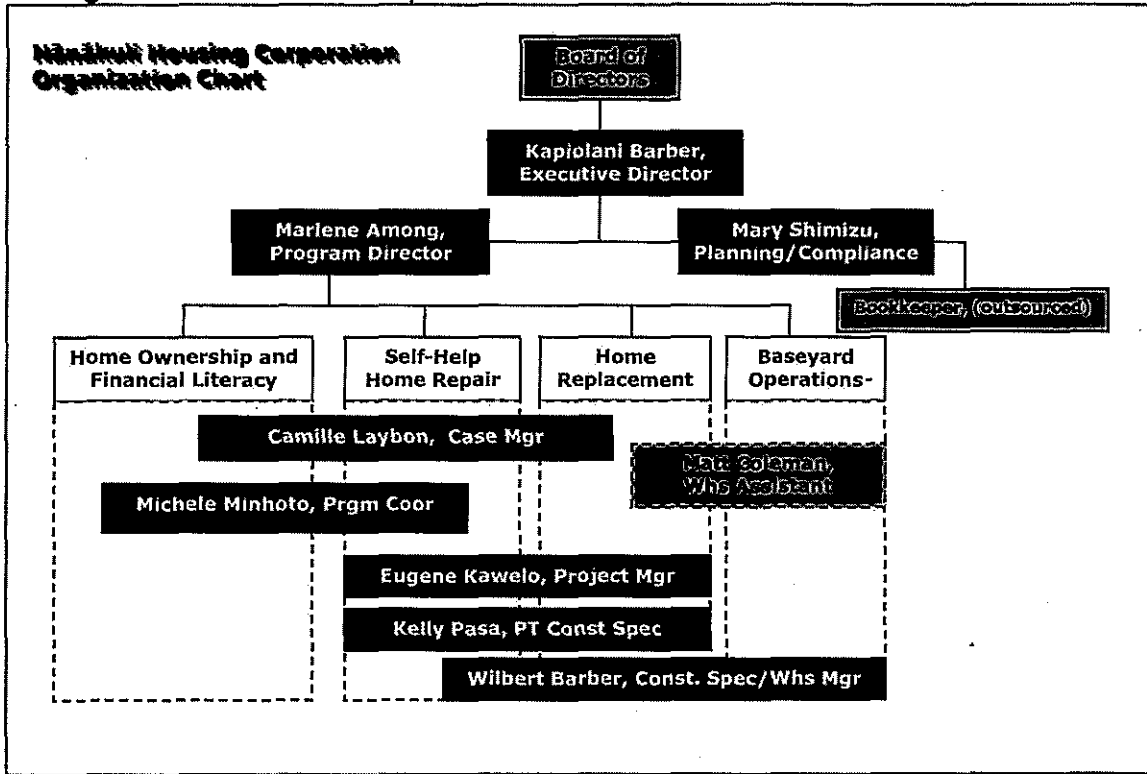 Nānākuli Housing Corporation
Organization Chart
Board of
Directors
Kapiolani Barber,
Executive Director
Marlene Among,
Program Director
Mary Shimizu,
Planning/Compliance
Bookkeeper, (outsourced)
Home Ownership and
Financial Literacy
Self-Help
Home Repair
Home
Replacement
Baseyard
Operations-
Camille Laybon, Case Mgr
Matt Coleman,
Whs Assistant
Michele Minhoto, Prgm Coor
Eugene Kawelo, Project Mgr
Kelly Pasa, PT Const Spec
Wilbert Barber, Const. Spec/Whs Mgr